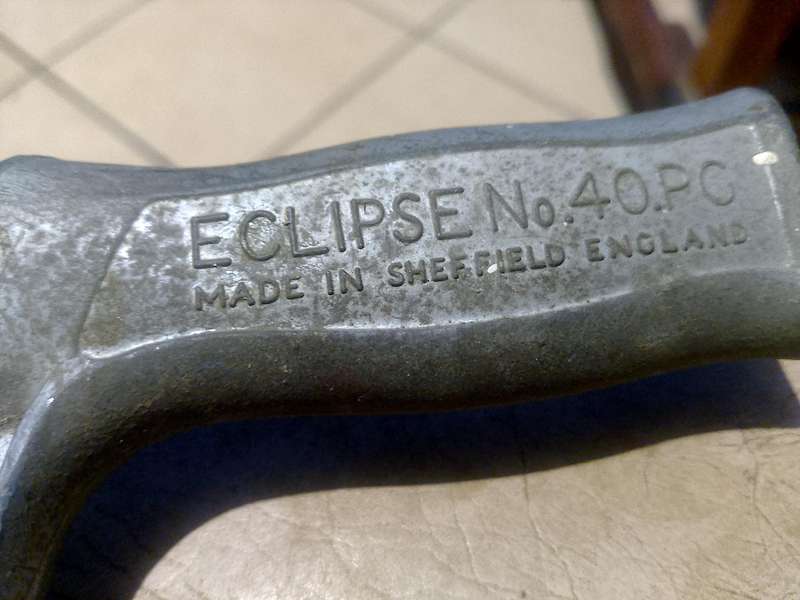 ECLIPSE No.40.PG
MADE IN SHEFFIELD ENGLAND